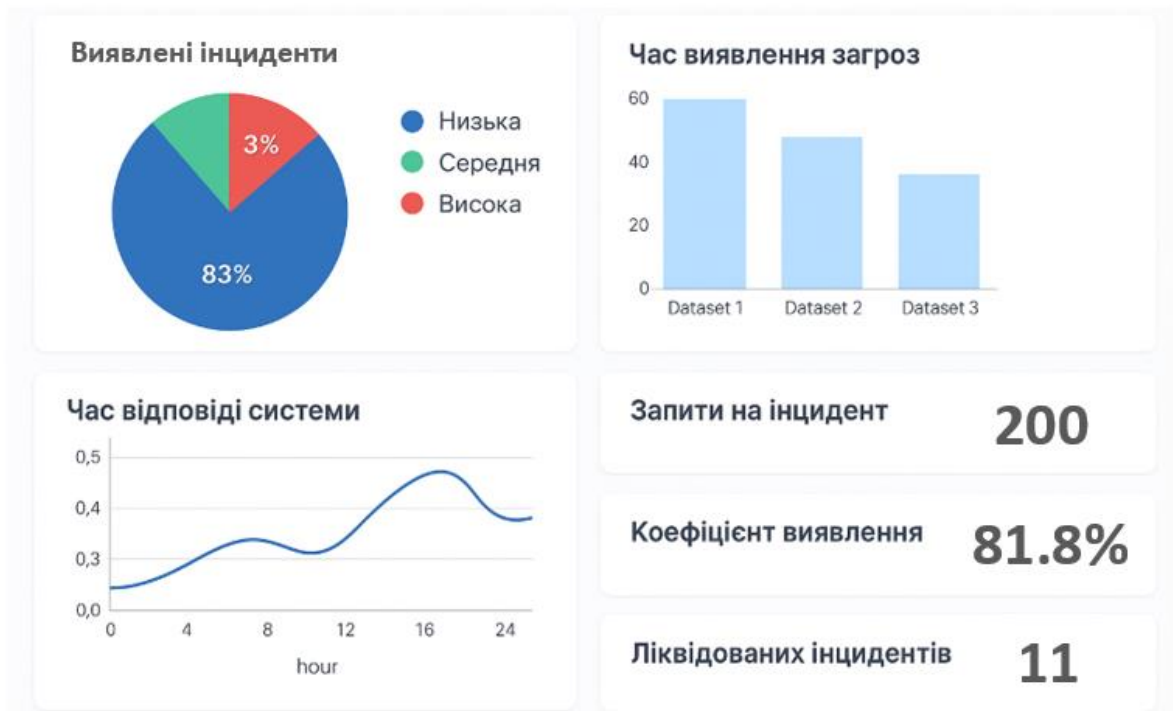 Виявлені інциденти
3%
83%
Низька
Середня
Висока
Час виявлення загроз
60
40
20
0
Dataset 1 Dataset 2 Dataset 3
Час відповіді системи
0,5
0,4
0,3
0,0
0 4 8 12 16 24
hour
Запити на інцидент 200
Коефіцієнт виявлення 81.8%
Ліквідованих інцидентів 11